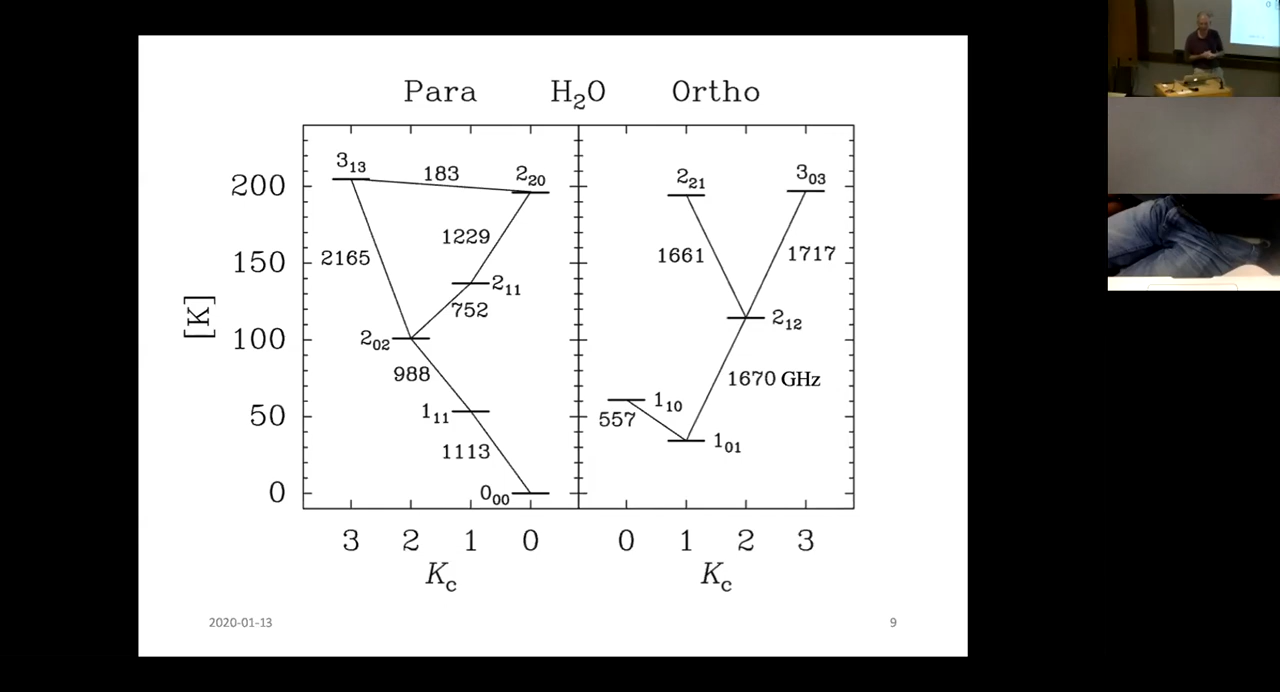 Para H₂O Ortho
3₁₃ 183 2₂₀ 2₂₁ 3₀₃
200
1229 1661 1717
2165
150
2₁₁
752 2₁₂
[K]
2₀₂
100
988 1670 GHz
1₁₁ 1₁₀
50 557
1113 1₀₁
0 0₀₀
3 2 1 0 0 1 2 3
K_c K_c
2020-01-13 9